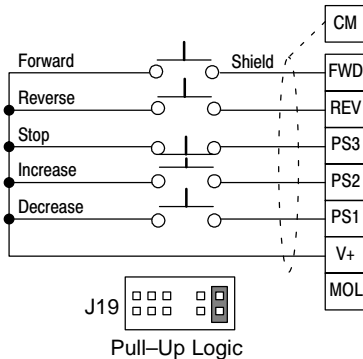 CM
Forward
Shield
FWD
Reverse
REV
Stop
PS3
Increase
PS2
Decrease
PS1
V+
MOL
J19
Pull–Up Logic